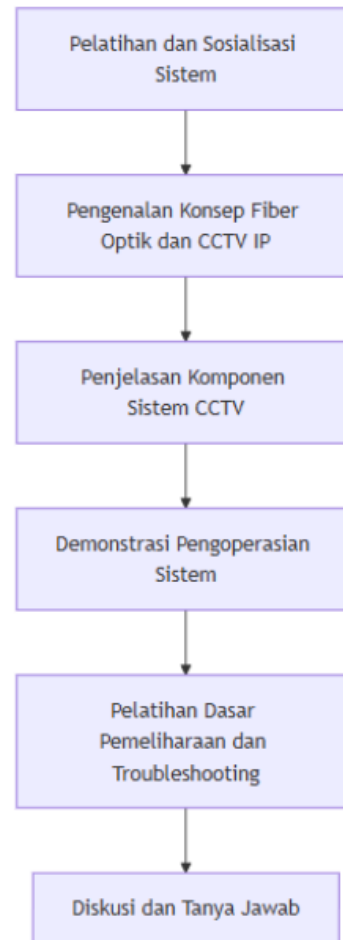 Pelatihan dan Sosialisasi
Sistem
Pengenalan Konsep Fiber
Optik dan CCTV IP
Penjelasan Komponen
Sistem CCTV
Demonstrasi Pengoperasian
Sistem
Pelatihan Dasar
Pemeliharaan dan
Troubleshooting
Diskusi dan Tanya Jawab